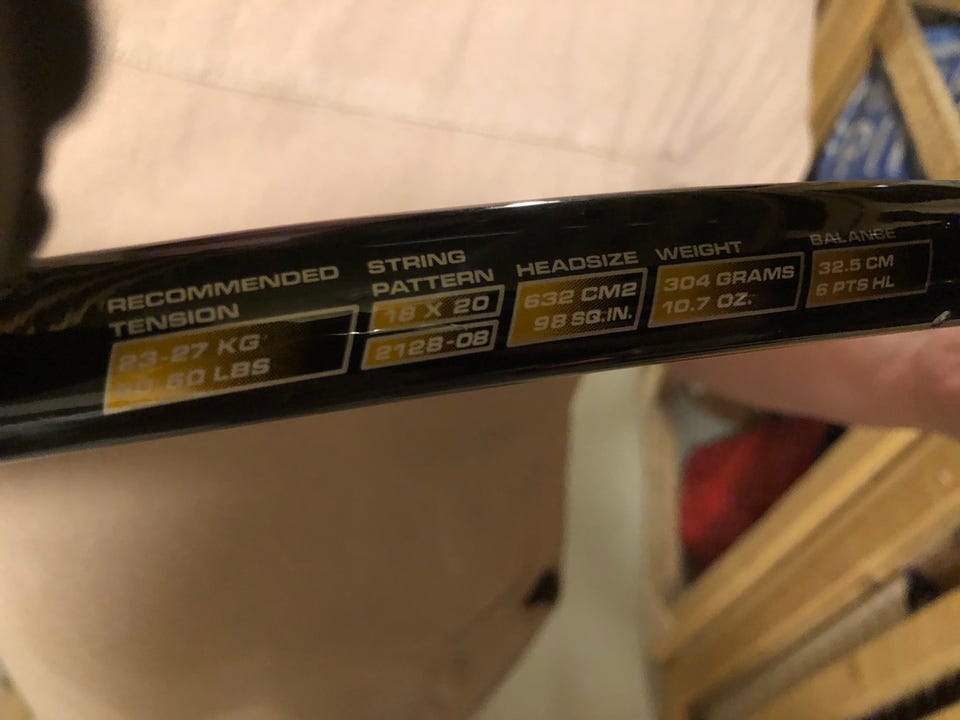 RECOMMENDED
TENSION
23-27 KG
60 LBS
STRING
PATTERN
18 X 20
2128-08
HEADSIZE
632 CM2
98 SQ.IN.
WEIGHT
304 GRAMS
10.7 OZ.
BALANCE
32.5 CM
6 PTS HL